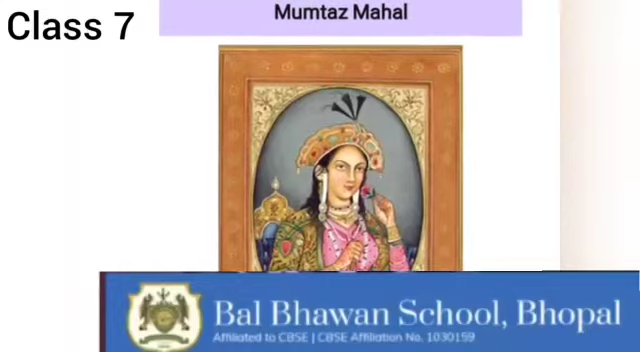 Mumtaz Mahal
Class 7
Bal Bhawan School, Bhopal
Affiliated to CBSE | CBSE Affiliation No. 1030159